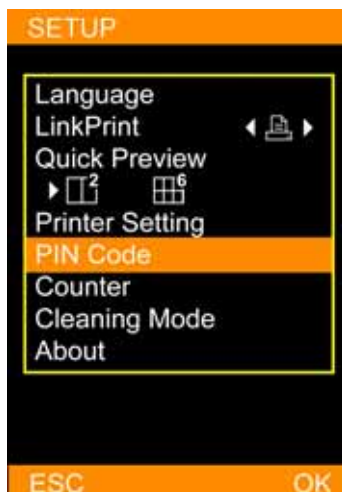 SETUP
Language
LinkPrint
Quick Preview
2 6
Printer Setting
PIN Code
Counter
Cleaning Mode
About
ESC OK